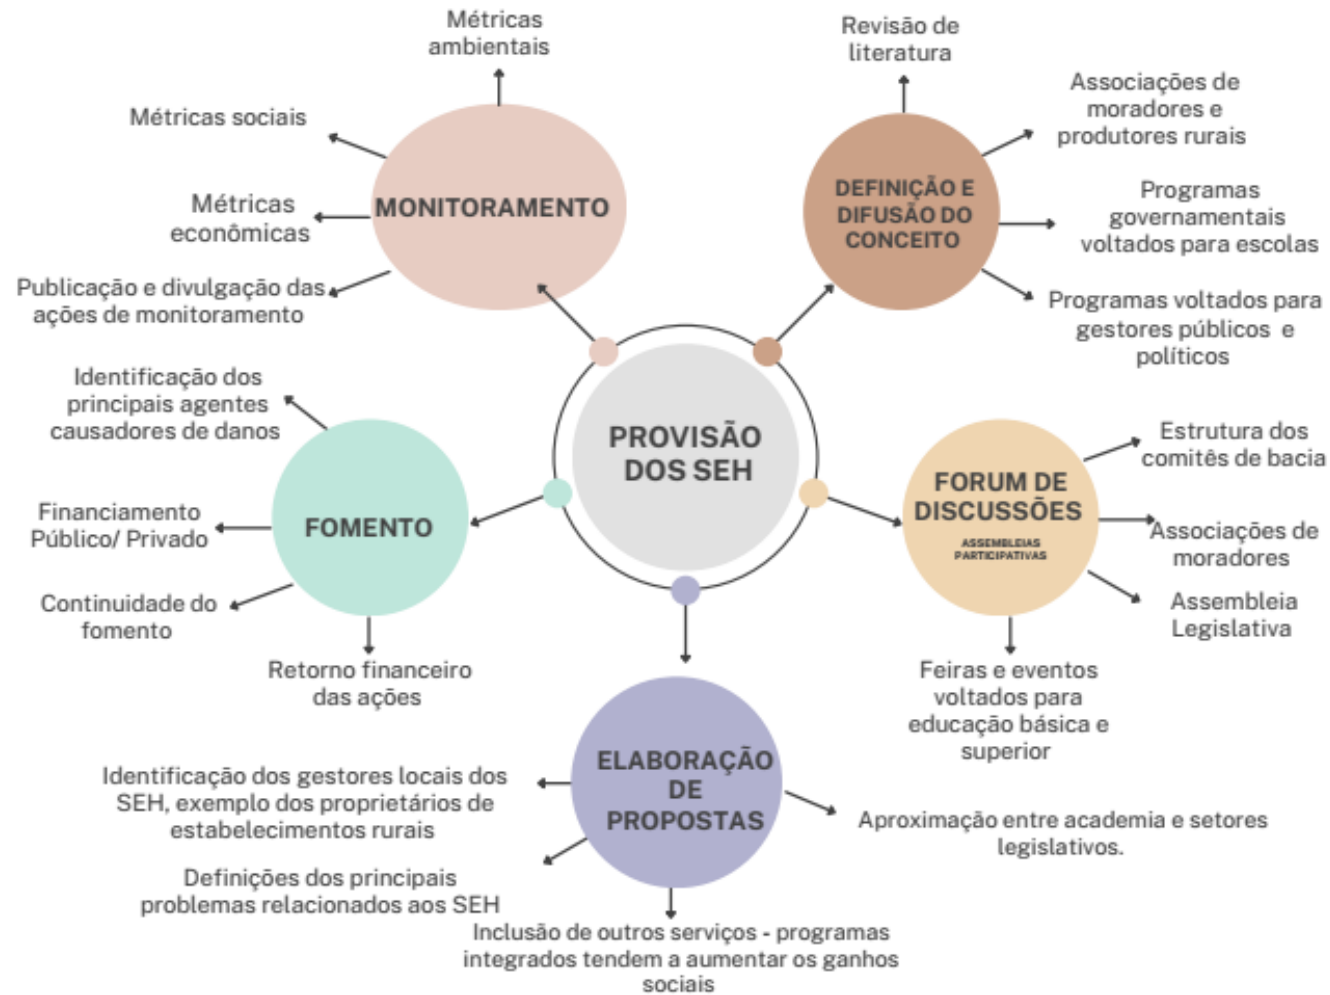 Métricas
ambientais
Métricas sociais
Métricas
econômicas
Publicação e divulgação das
ações de monitoramento
MONITORAMENTO
Revisão de
literatura
Associações de
moradores e
produtores rurais
Programas
governamentais
voltados para escolas
Programas voltados para
gestores públicos e
políticos
DEFINIÇÃO E
DIFUSÃO DO
CONCEITO
PROVISÃO
DOS SEH
Identificação dos
principais agentes
causadores de danos
Financiamento
Público/ Privado
Continuidade do
fomento
Retorno financeiro
das ações
FOMENTO
FORUM DE
DISCUSSÕES
ASSEMBLEIAS
PARTICIPATIVAS
Estrutura dos
comitês de bacia
Associações de
moradores
Assembleia
Legislativa
Feiras e eventos
voltados para
educação básica e
superior
ELABORAÇÃO
DE
PROPOSTAS
Identificação dos gestores locais dos
SEH, exemplo dos proprietários de
estabelecimentos rurais
Definições dos principais
problemas relacionados aos SEH
Inclusão de outros serviços - programas
integrados tendem a aumentar os ganhos
sociais
Aproximação entre academia e setores
legislativos.